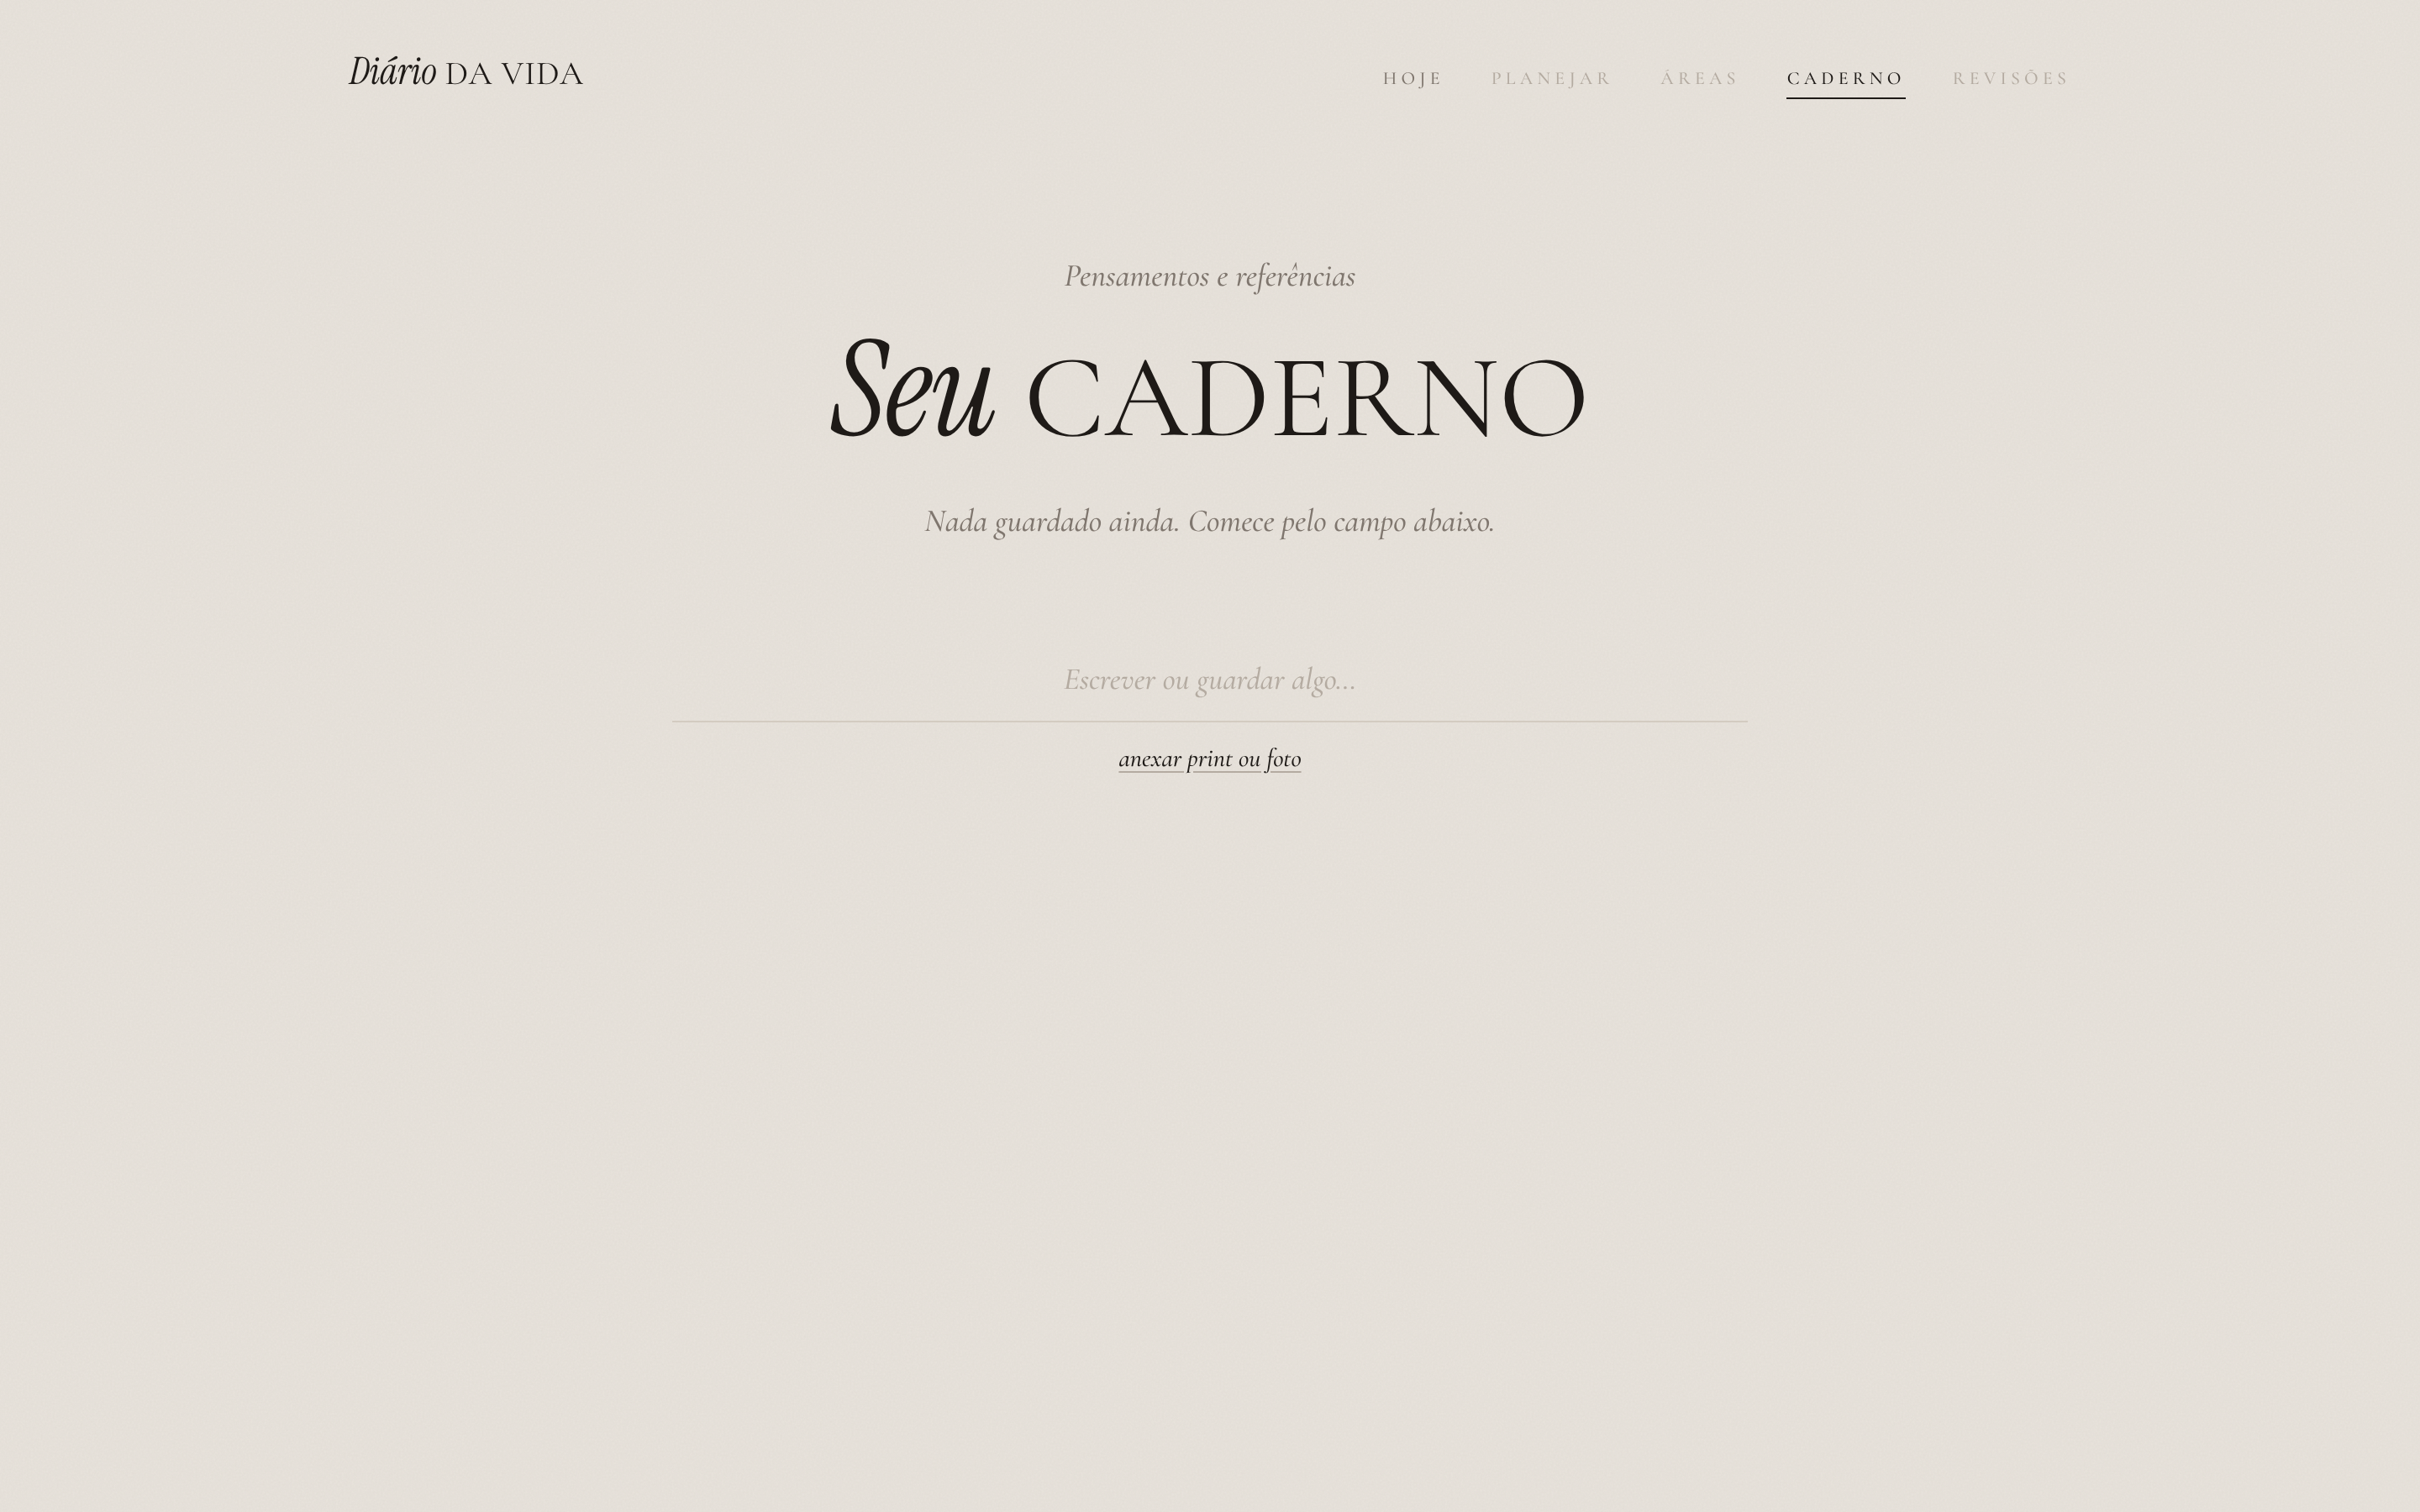 Diário DA VIDA
HOJE PLANEJAR ÁREAS CADERNO REVISÕES
Pensamentos e referências
Seu CADERNO
Nada guardado ainda. Comece pelo campo abaixo.
Escrever ou guardar algo...
anexar print ou foto